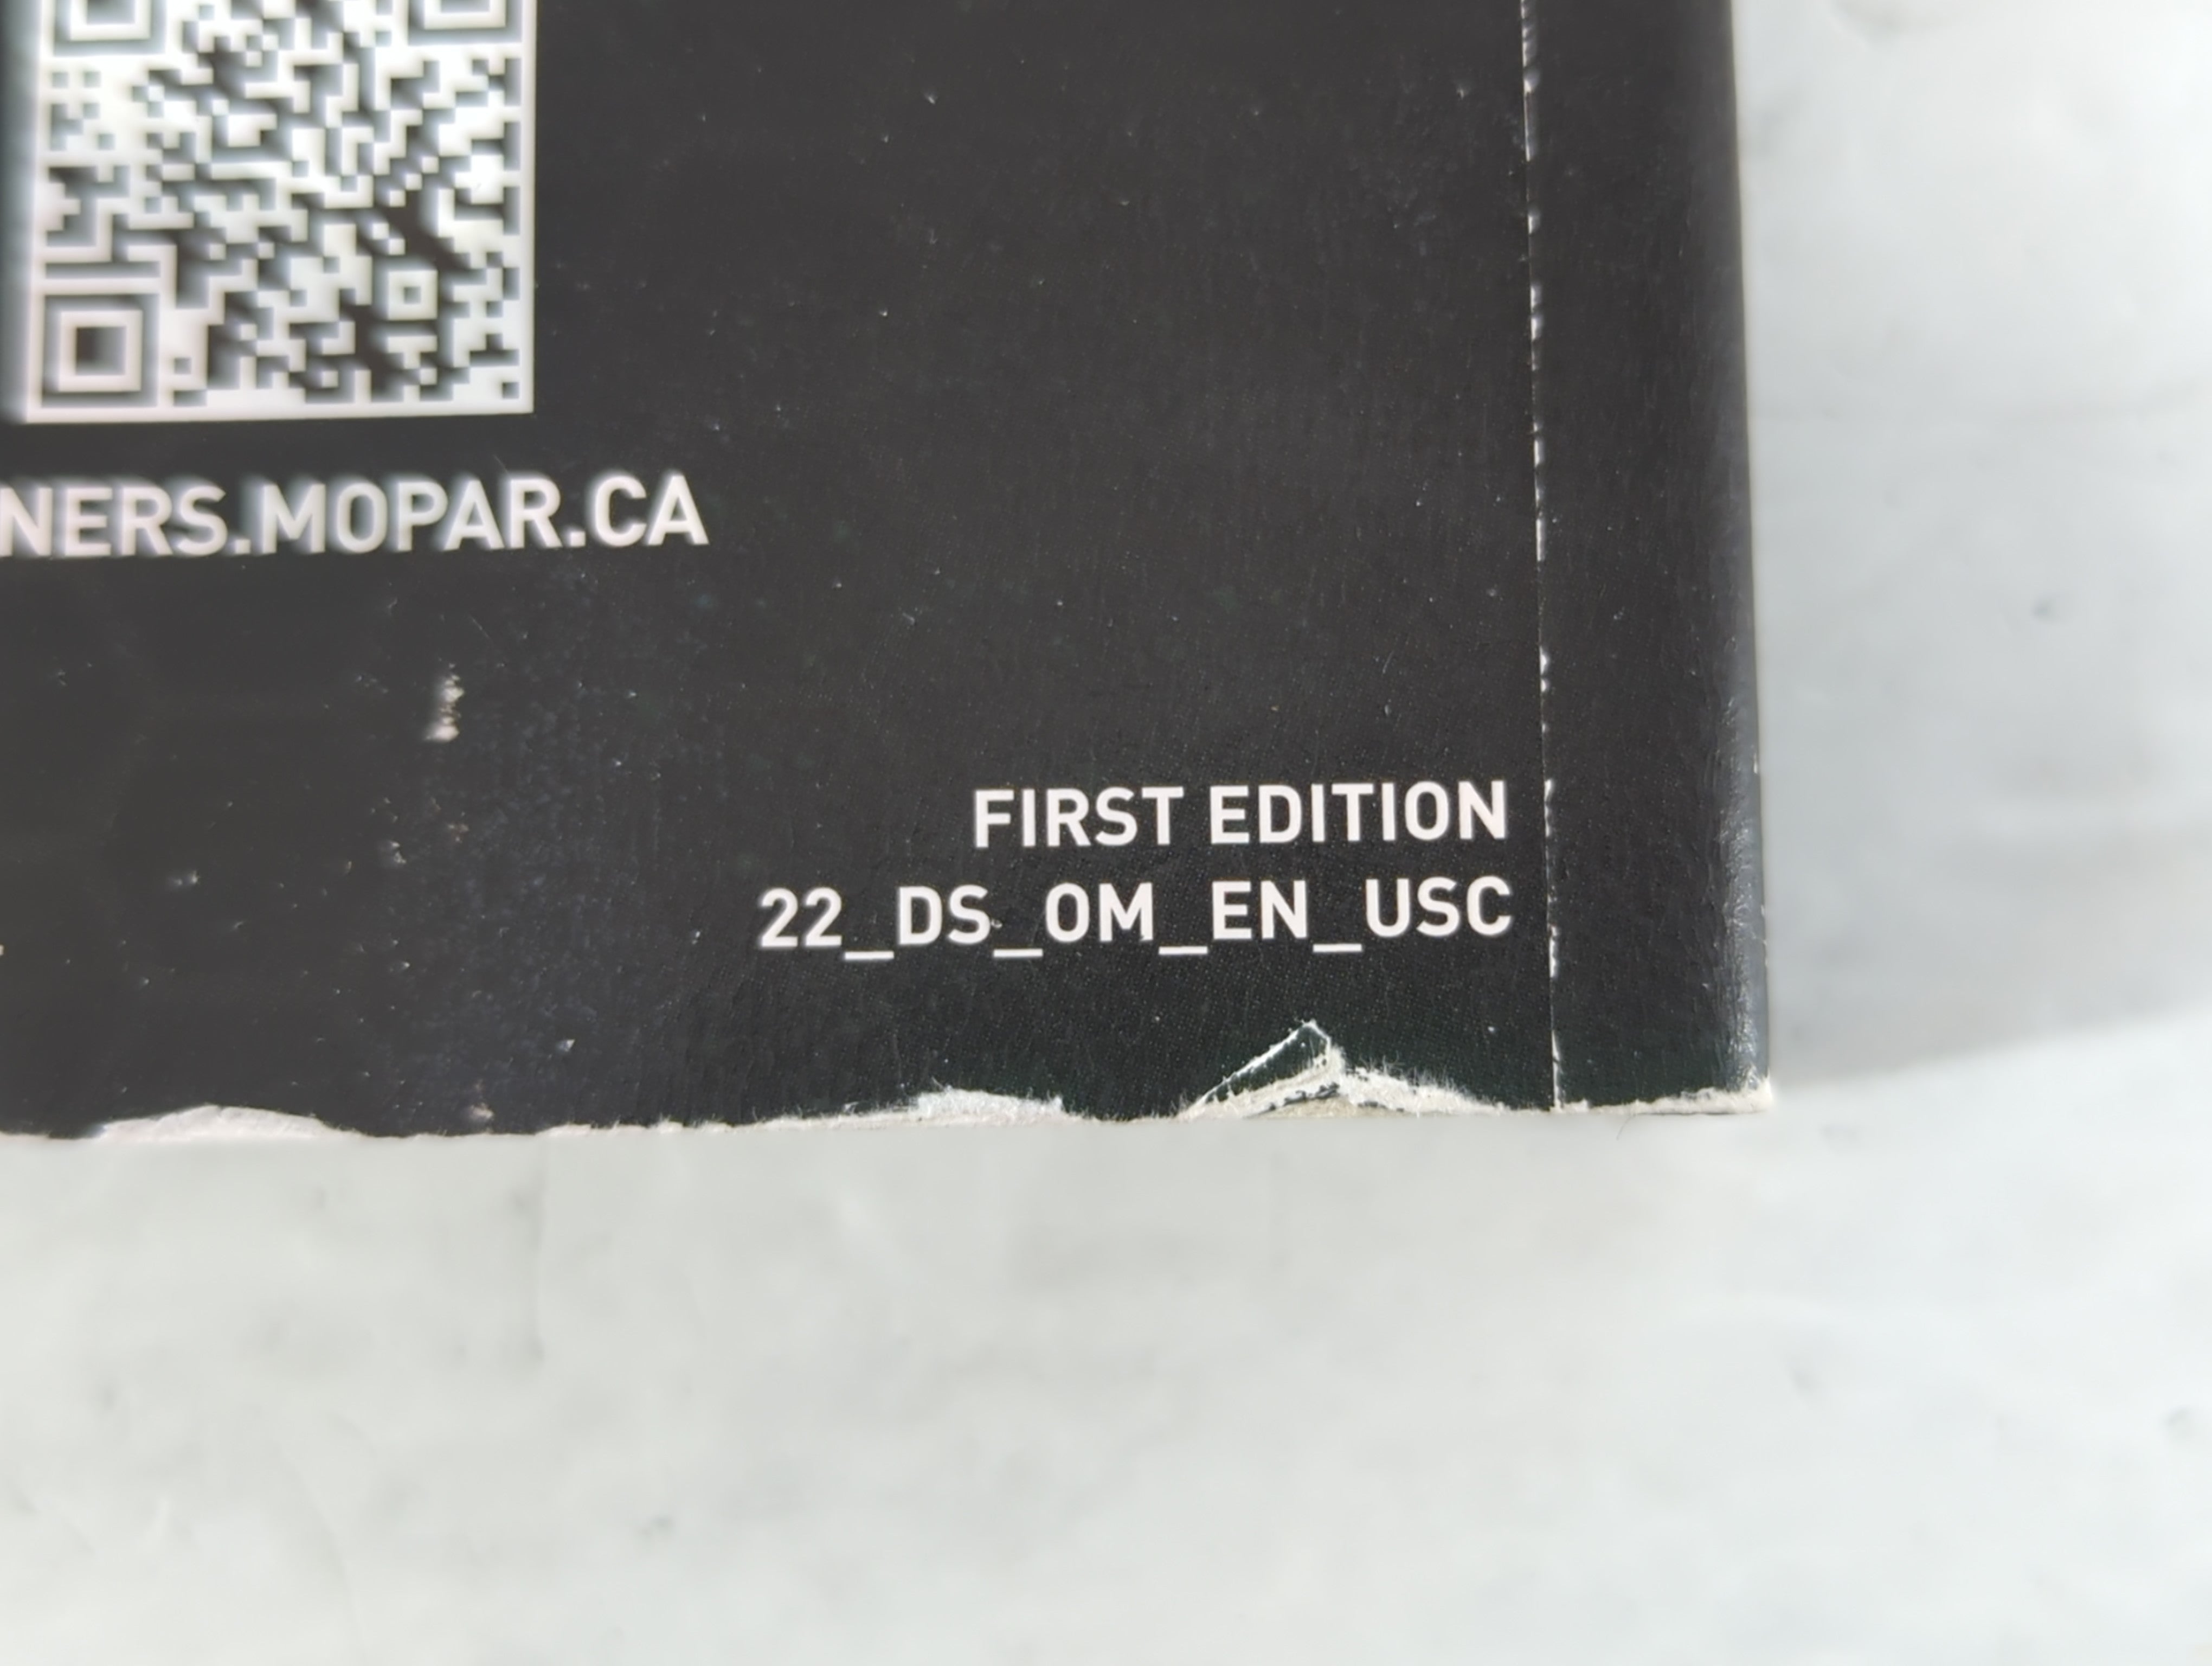 NERS.MOPAR.CA
FIRST EDITION
22_DS_OM_EN_USC